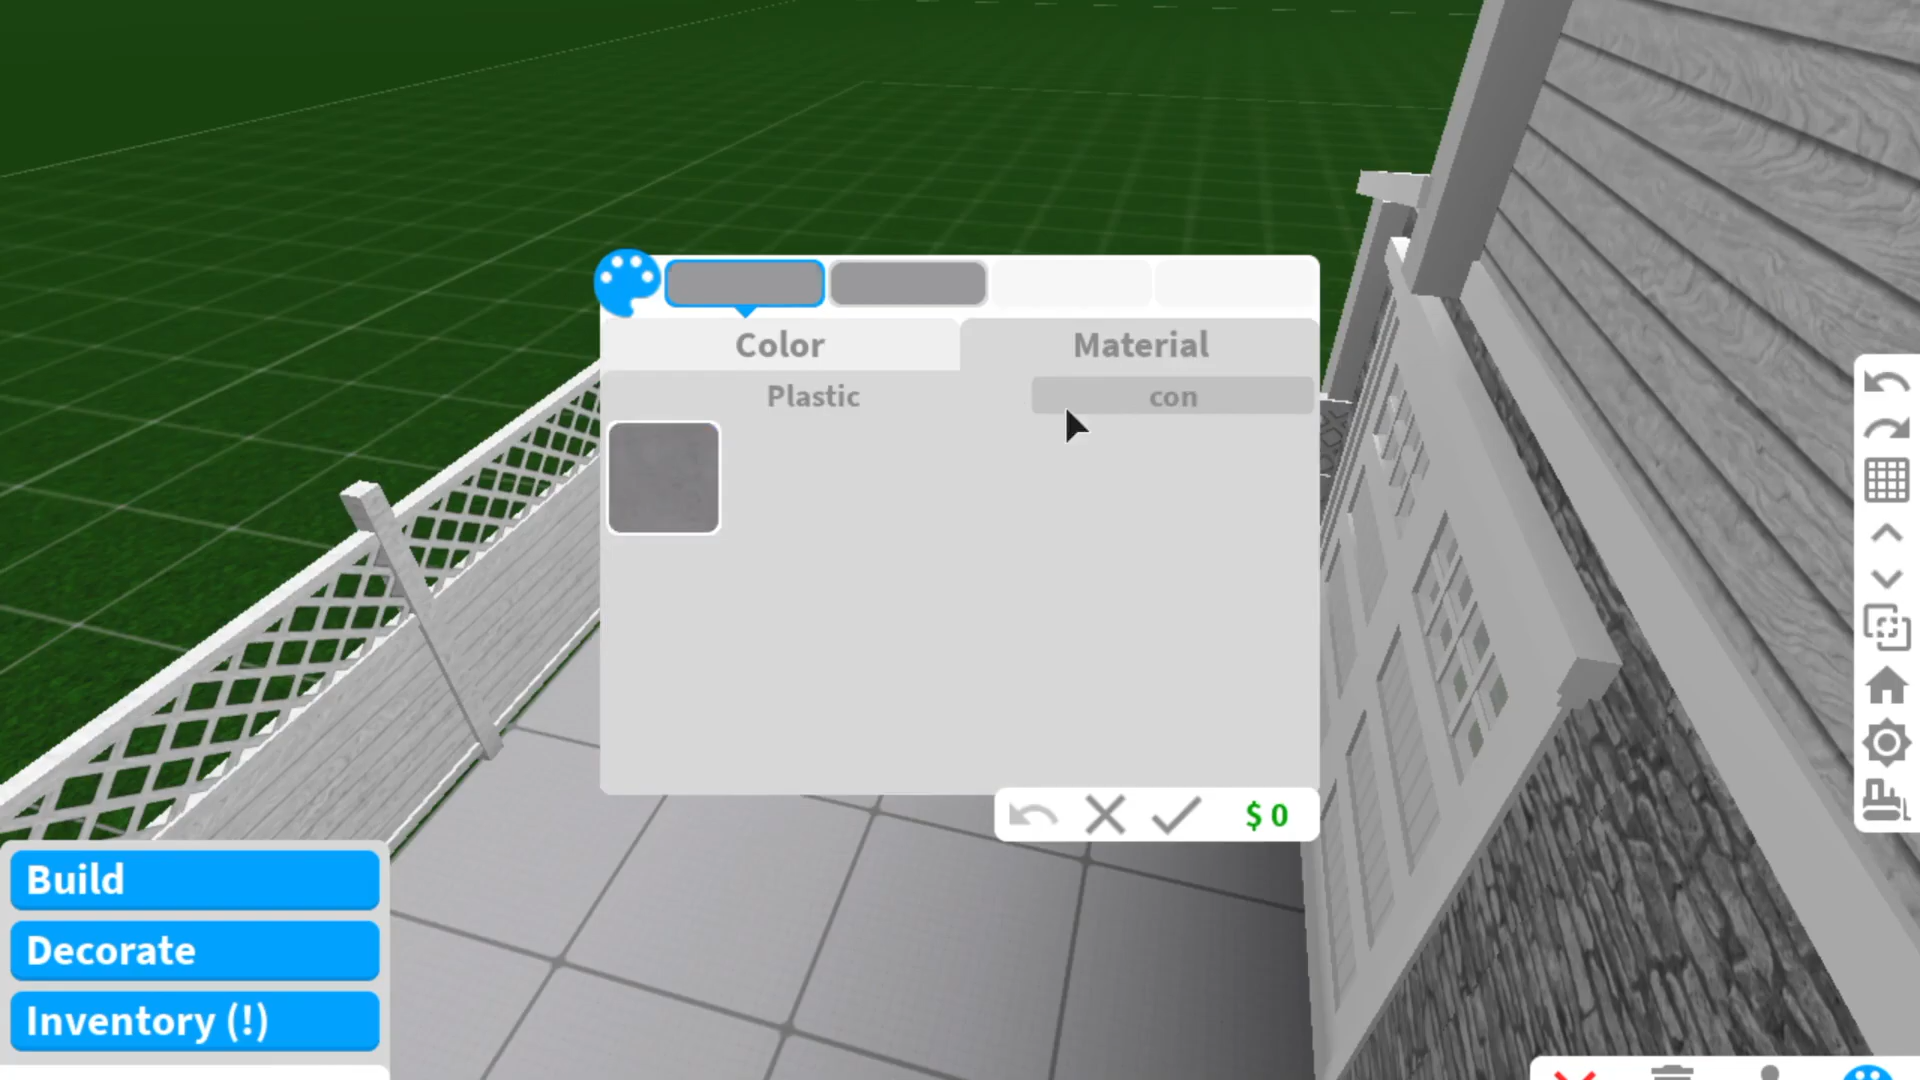 Color
Material
Plastic
con
$ 0
Build
Decorate
Inventory (!)